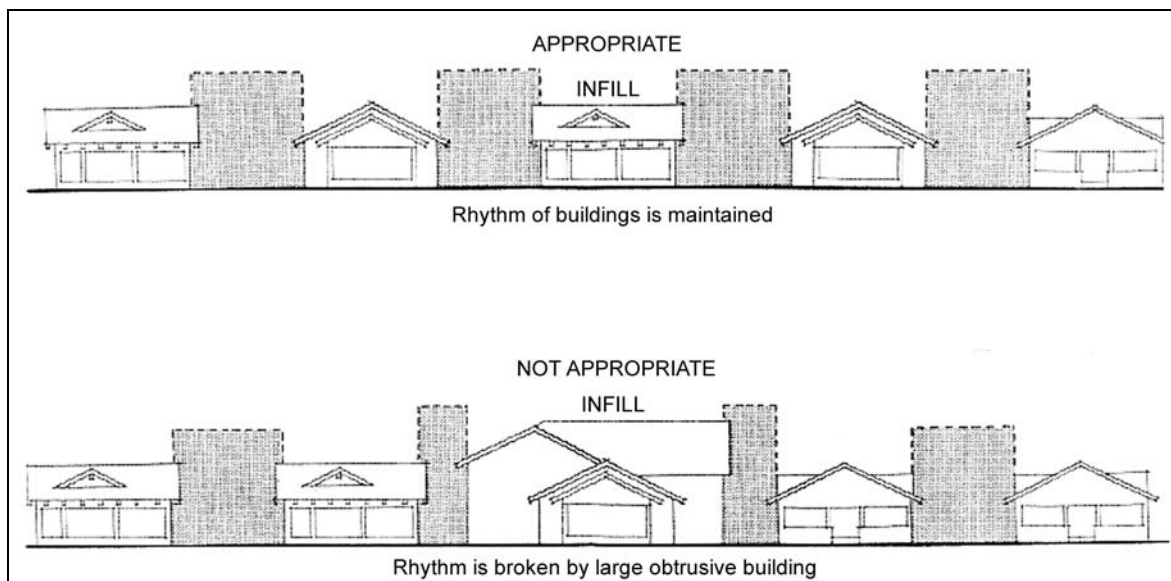 APPROPRIATE
INFILL
Rhythm of buildings is maintained
NOT APPROPRIATE
INFILL
Rhythm is broken by large obtrusive building